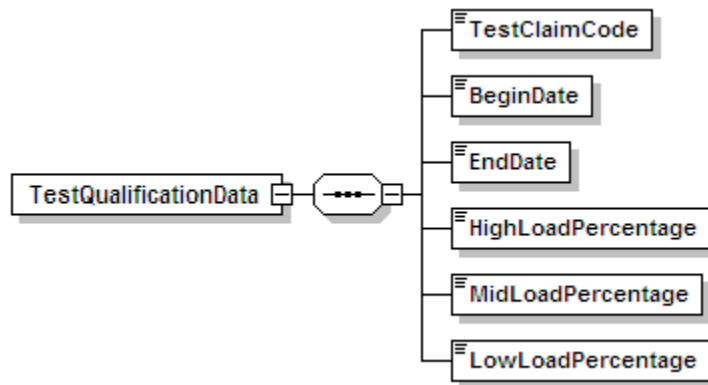 TestClaimCode
BeginDate
EndDate
TestQualificationData
HighLoadPercentage
MidLoadPercentage
LowLoadPercentage